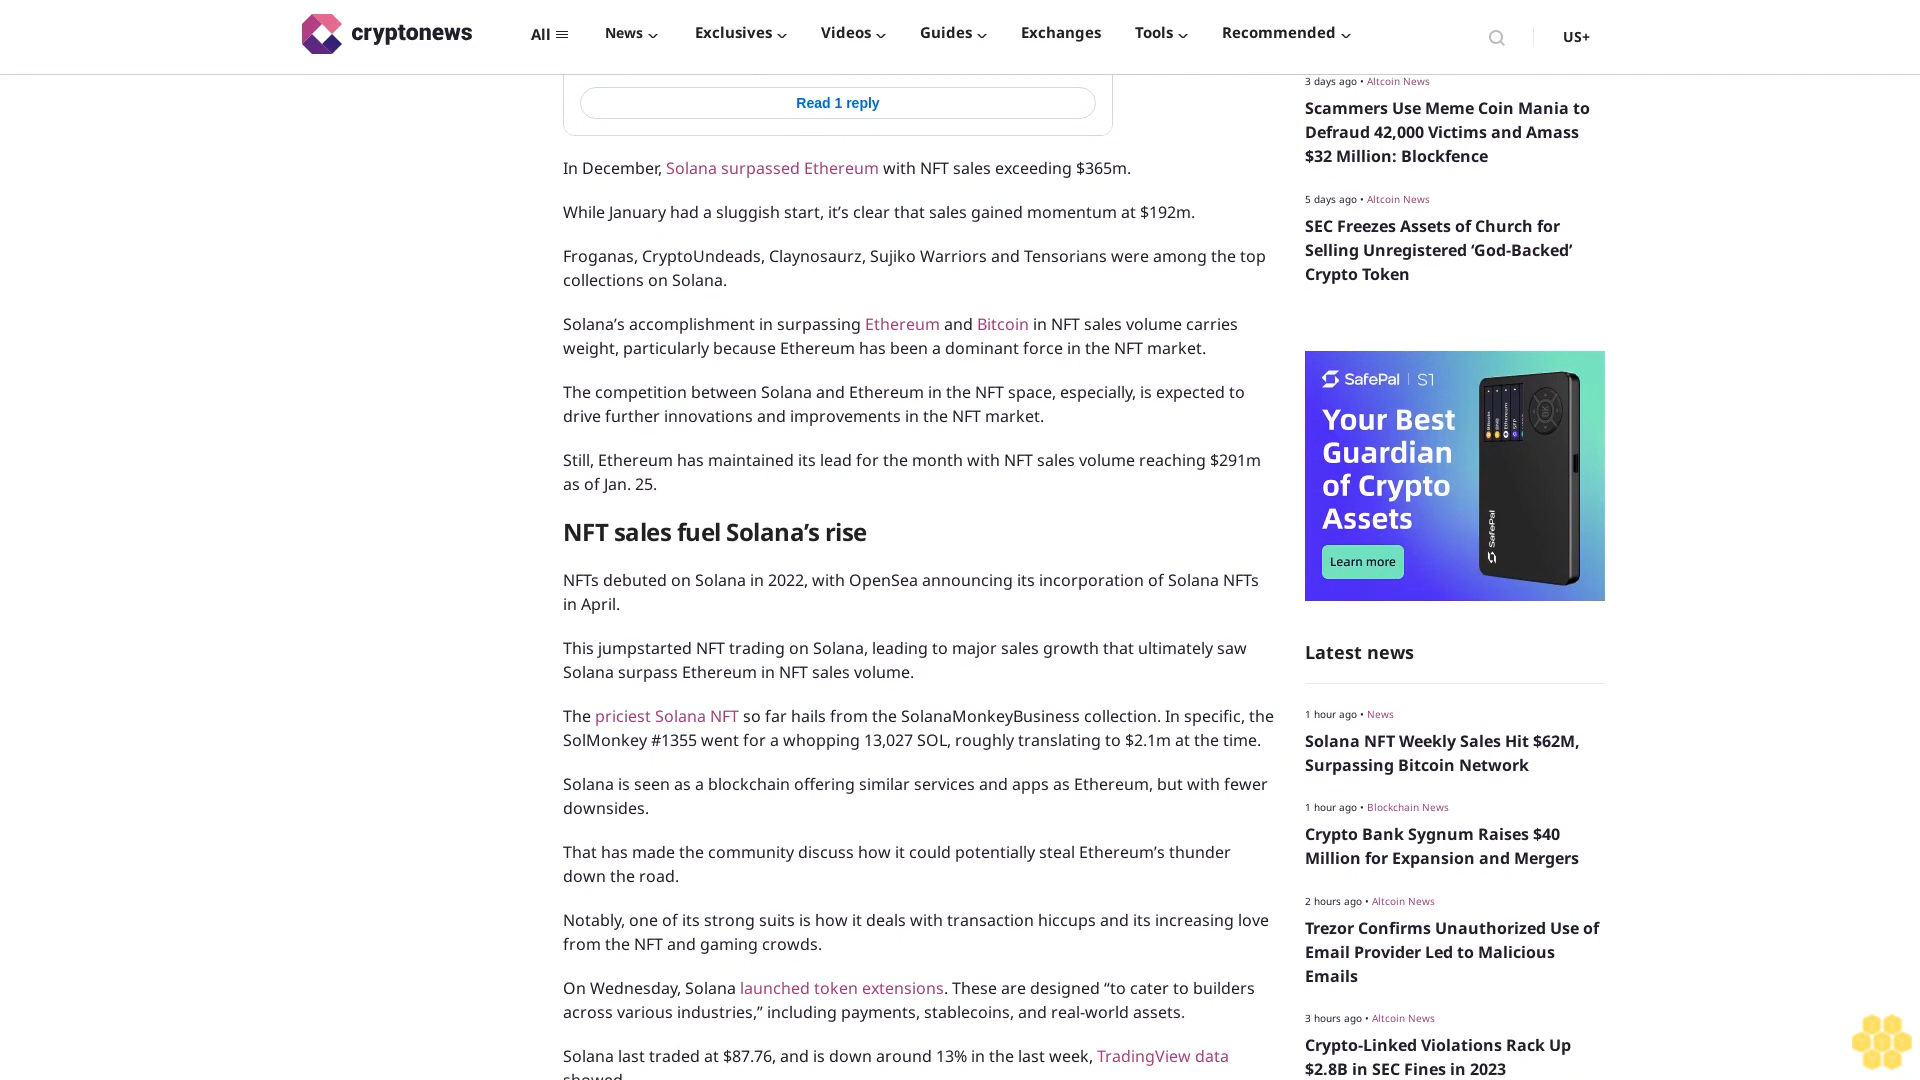 cryptonews
All
News
Exclusives
Videos
Guides
Exchanges
Tools
Recommended
US+
Read 1 reply
In December, Solana surpassed Ethereum with NFT sales exceeding $365m.
While January had a sluggish start, it’s clear that sales gained momentum at $192m.
Froganas, CryptoUndeads, Claynosaurz, Sujiko Warriors and Tensorians were among the top
collections on Solana.
Solana’s accomplishment in surpassing Ethereum and Bitcoin in NFT sales volume carries
weight, particularly because Ethereum has been a dominant force in the NFT market.
The competition between Solana and Ethereum in the NFT space, especially, is expected to
drive further innovations and improvements in the NFT market.
Still, Ethereum has maintained its lead for the month with NFT sales volume reaching $291m
as of Jan. 25.
NFT sales fuel Solana’s rise
NFTs debuted on Solana in 2022, with OpenSea announcing its incorporation of Solana NFTs
in April.
This jumpstarted NFT trading on Solana, leading to major sales growth that ultimately saw
Solana surpass Ethereum in NFT sales volume.
The priciest Solana NFT so far hails from the SolanaMonkeyBusiness collection. In specific, the
SolMonkey #1355 went for a whopping 13,027 SOL, roughly translating to $2.1m at the time.
Solana is seen as a blockchain offering similar services and apps as Ethereum, but with fewer
downsides.
That has made the community discuss how it could potentially steal Ethereum’s thunder
down the road.
Notably, one of its strong suits is how it deals with transaction hiccups and its increasing love
from the NFT and gaming crowds.
On Wednesday, Solana launched token extensions. These are designed “to cater to builders
across various industries,” including payments, stablecoins, and real-world assets.
Solana last traded at $87.76, and is down around 13% in the last week, TradingView data
showed.
3 days ago • Altcoin News
Scammers Use Meme Coin Mania to
Defraud 42,000 Victims and Amass
$32 Million: Blockfence
5 days ago • Altcoin News
SEC Freezes Assets of Church for
Selling Unregistered ‘God-Backed’
Crypto Token
SafePal | S1
Your Best
Guardian
of Crypto
Assets
Learn more
Bitcoin
BNB
Ethereum
SFP
OK
SafePal
Latest news
1 hour ago • News
Solana NFT Weekly Sales Hit $62M,
Surpassing Bitcoin Network
1 hour ago • Blockchain News
Crypto Bank Sygnum Raises $40
Million for Expansion and Mergers
2 hours ago • Altcoin News
Trezor Confirms Unauthorized Use of
Email Provider Led to Malicious
Emails
3 hours ago • Altcoin News
Crypto-Linked Violations Rack Up
$2.8B in SEC Fines in 2023